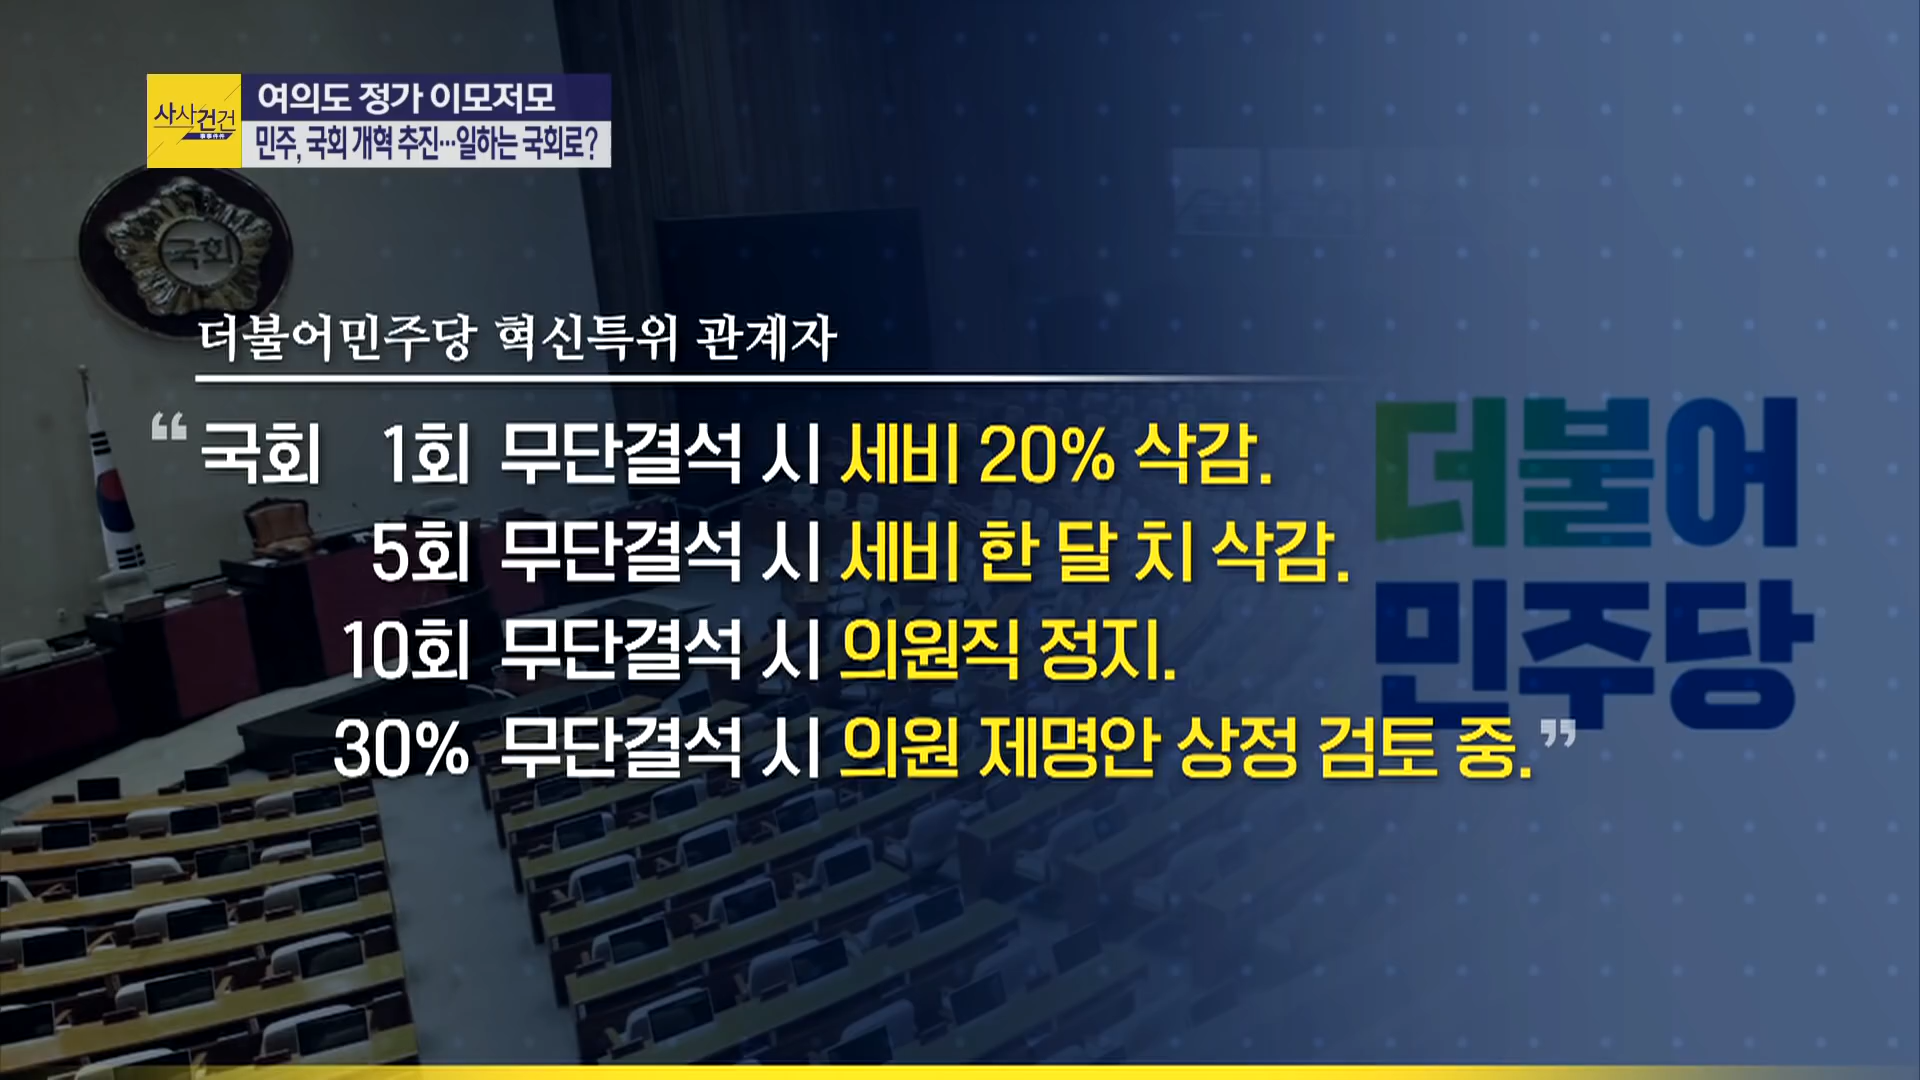 사사건건
事事件件
여의도 정가 이모저모
민주, 국회 개혁 추진…일하는 국회로?
국회
더불어민주당 혁신특위 관계자
“국회 1회 무단결석 시 세비 20% 삭감.
5회 무단결석 시 세비 한 달 치 삭감.
10회 무단결석 시 의원직 정지.
30% 무단결석 시 의원 제명안 상정 검토 중.”
더불어
민주당